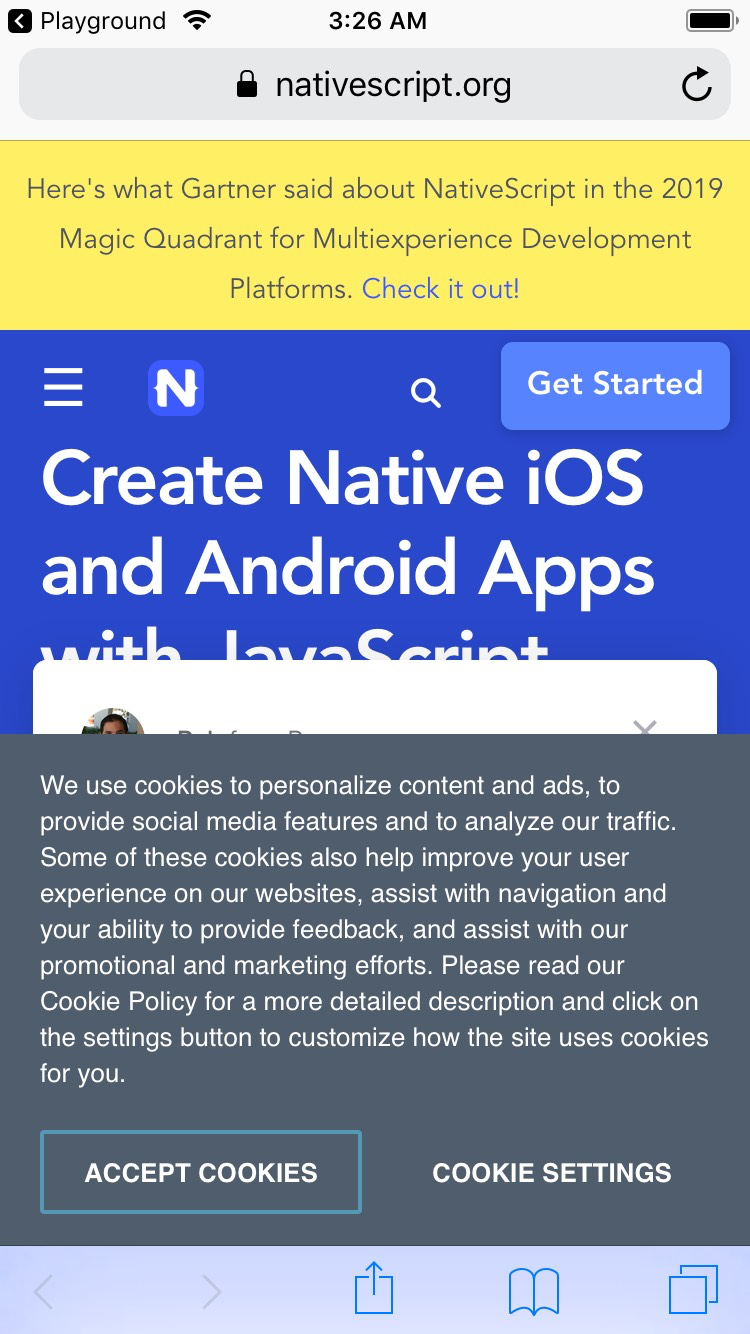 Playground
3:26 AM
nativescript.org
Here's what Gartner said about NativeScript in the 2019
Magic Quadrant for Multiexperience Development
Platforms. Check it out!
N
Get Started
Create Native iOS
and Android Apps
with JavaScript
We use cookies to personalize content and ads, to
provide social media features and to analyze our traffic.
Some of these cookies also help improve your user
experience on our websites, assist with navigation and
your ability to provide feedback, and assist with our
promotional and marketing efforts. Please read our
Cookie Policy for a more detailed description and click on
the settings button to customize how the site uses cookies
for you.
ACCEPT COOKIES
COOKIE SETTINGS